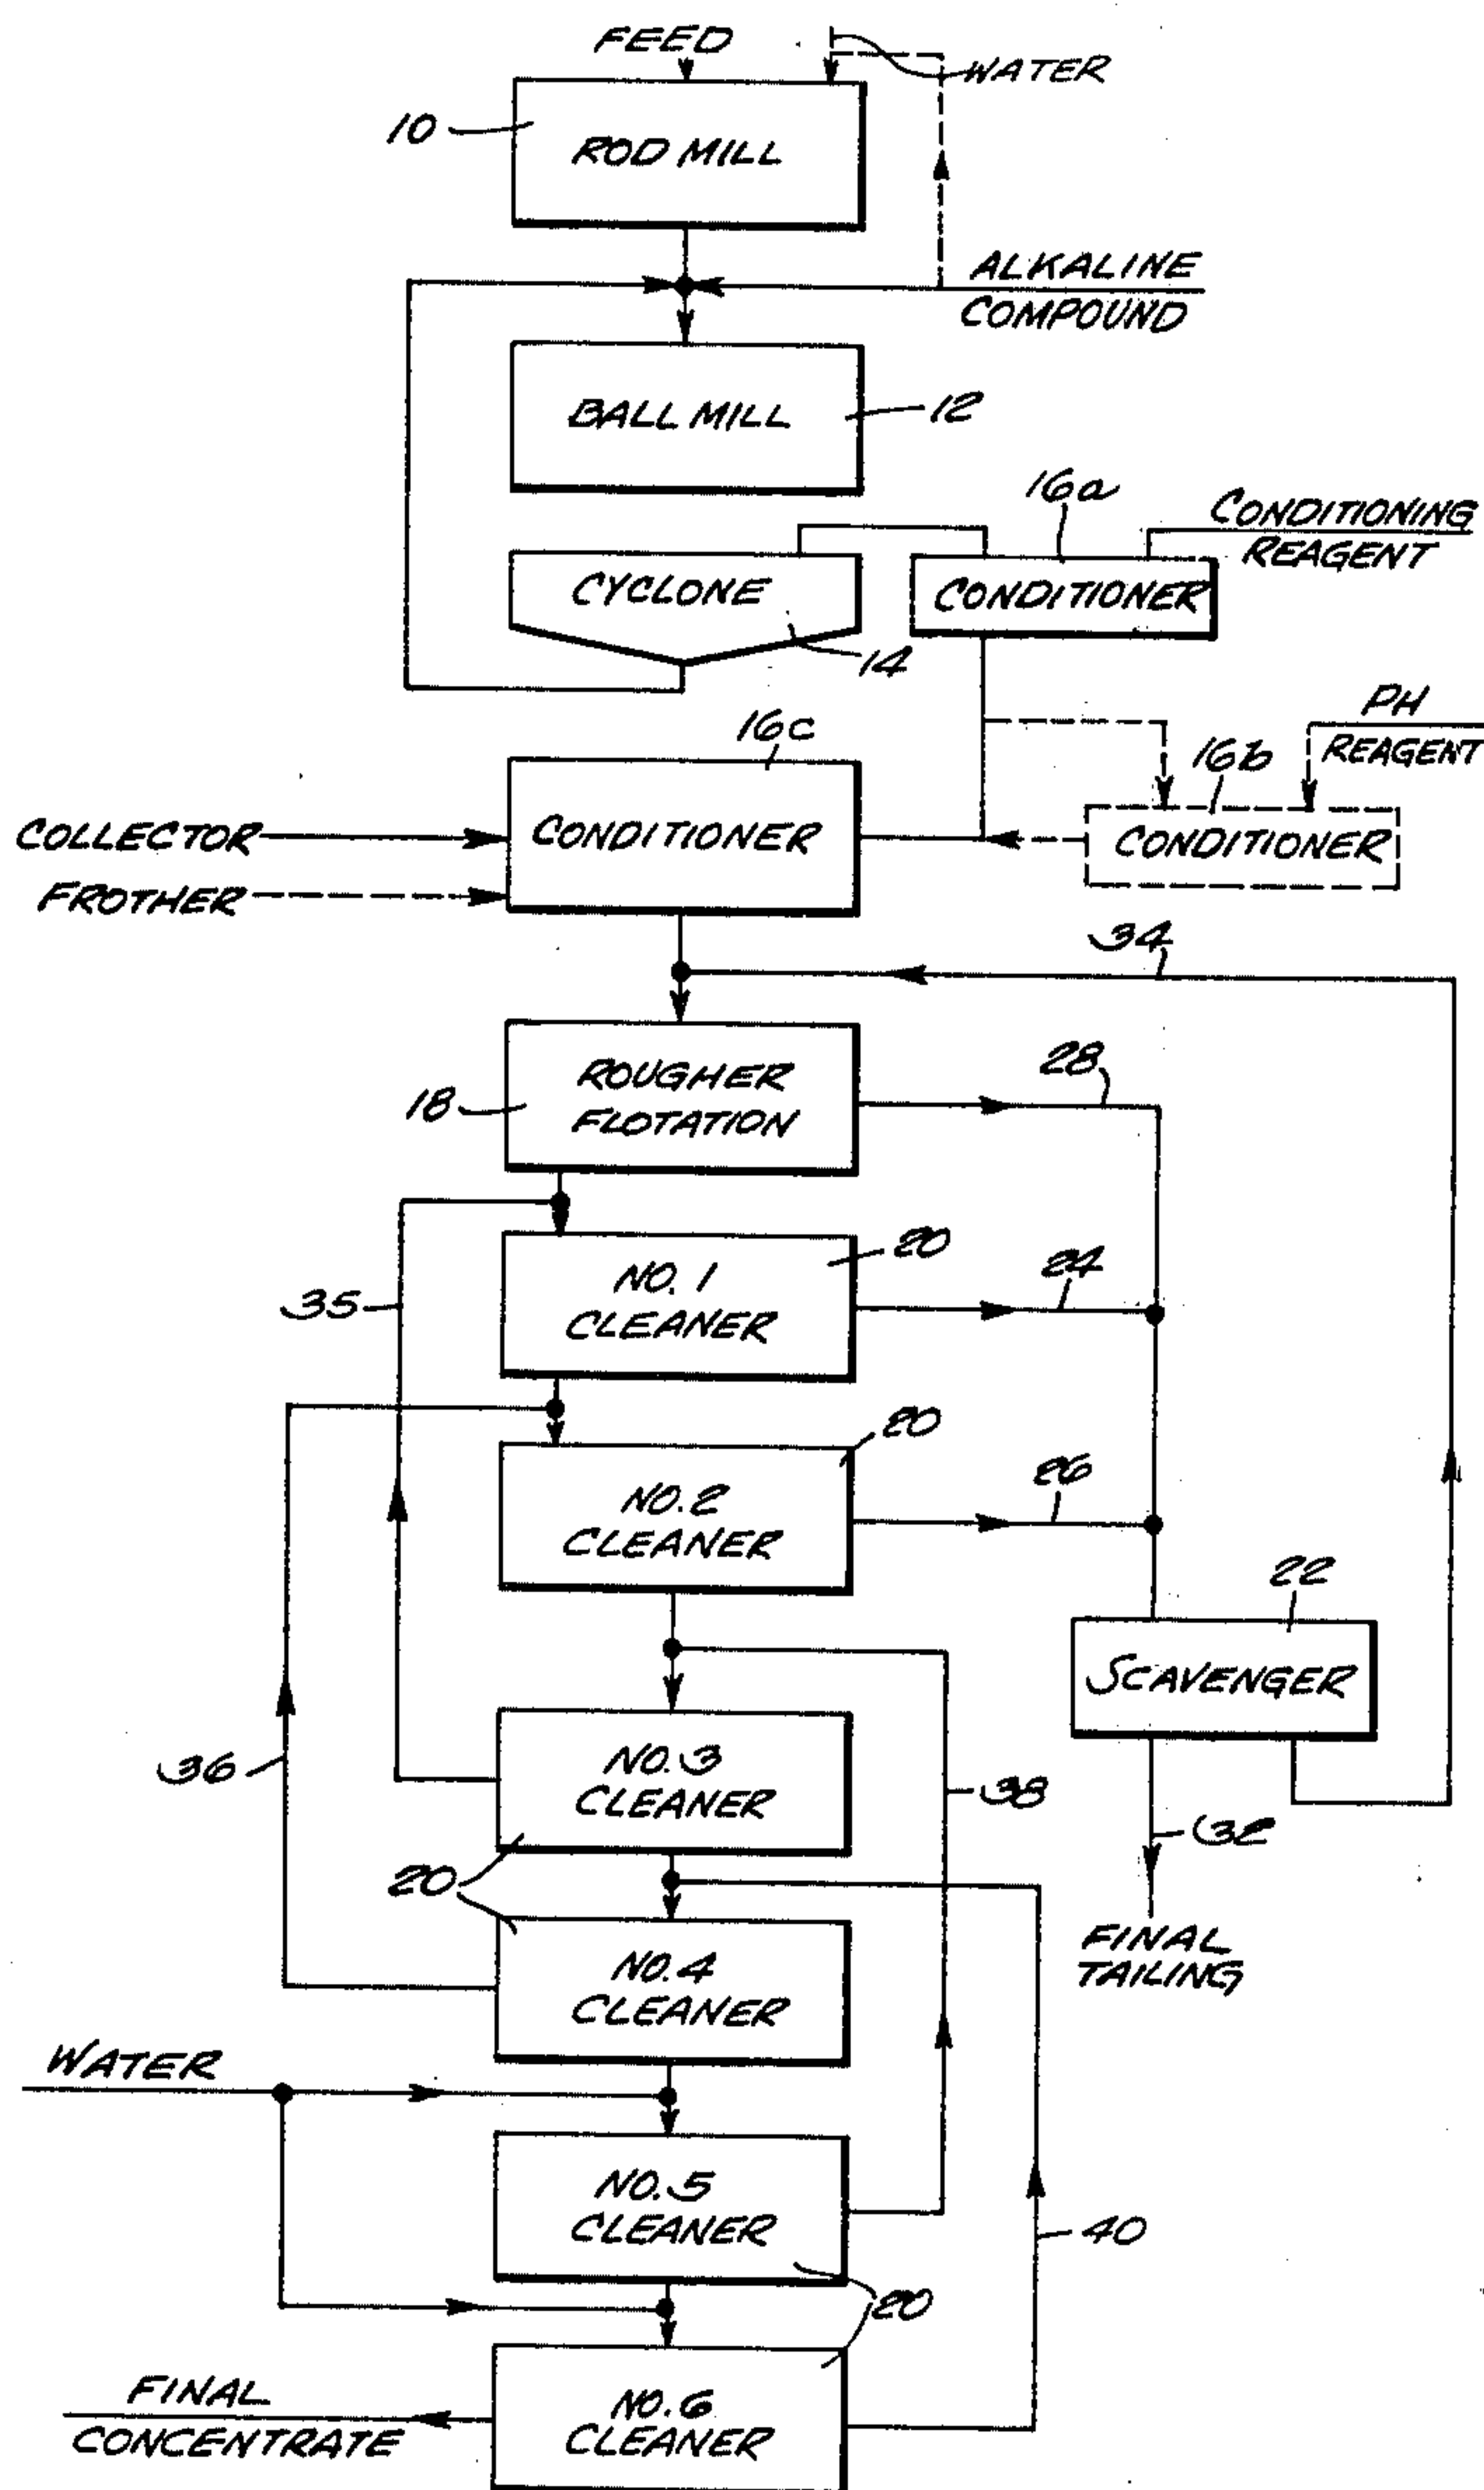 FEED
WATER
10
ROD MILL
ALKALINE
COMPOUND
BALL MILL
12
16a
CONDITIONING
REAGENT
CYCLONE
CONDITIONER
14
16c
PH
REAGENT
16b
COLLECTOR
CONDITIONER
CONDITIONER
FROTHER
34
ROUGHER
FLOTATION
18
28
20
NO. 1
CLEANER
24
35
20
NO. 2
CLEANER
26
22
SCAVENGER
NO. 3
CLEANER
36
38
32
20
FINAL
TAILING
NO. 4
CLEANER
WATER
NO. 5
CLEANER
40
20
FINAL
CONCENTRATE
NO. 6
CLEANER